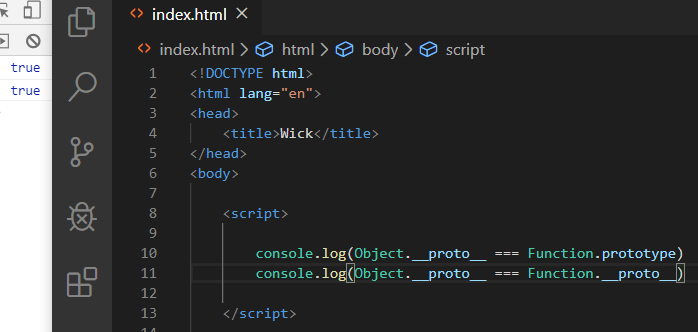 true
true
index.html
index.html > html > body > script
1 <!DOCTYPE html>
2 <html lang="en">
3 <head>
4     <title>Wick</title>
5 </head>
6 <body>
7
8     <script>
9
10         console.log(Object.__proto__ === Function.prototype)
11         console.log(Object.__proto__ === Function.__proto__)
12
13     </script>